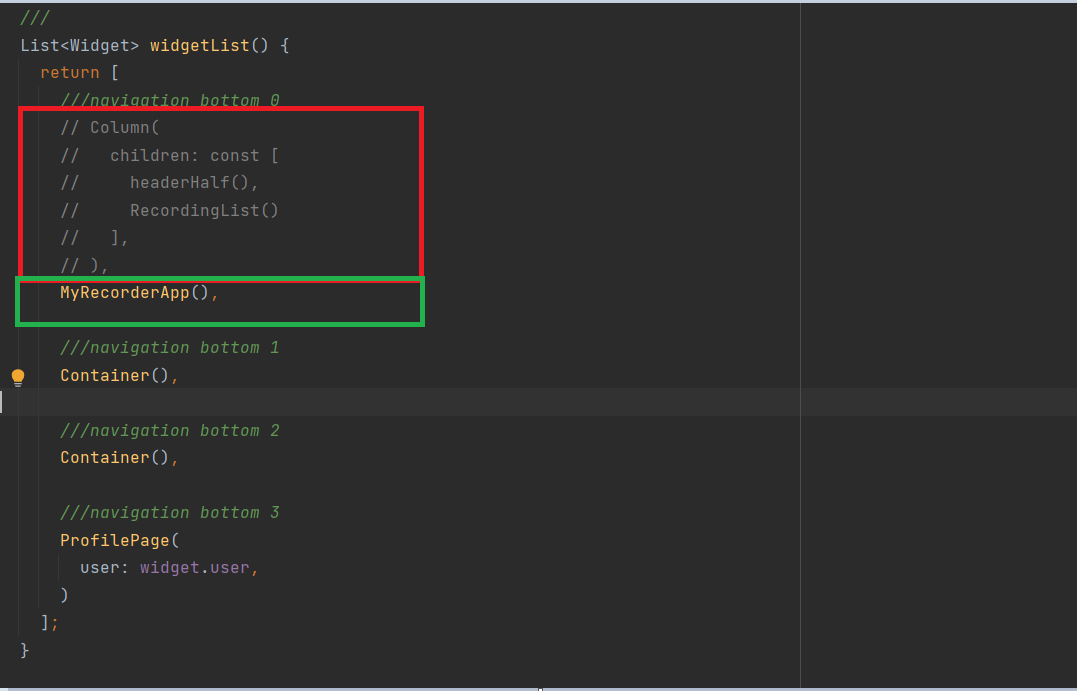 ///
List<Widget> widgetList() {
return [
///navigation bottom 0
// Column(
//   children: const [
//     headerHalf(),
//     RecordingList()
//   ],
// ),
MyRecorderApp(),
///navigation bottom 1
Container(),
///navigation bottom 2
Container(),
///navigation bottom 3
ProfilePage(
user: widget.user,
)
];
}